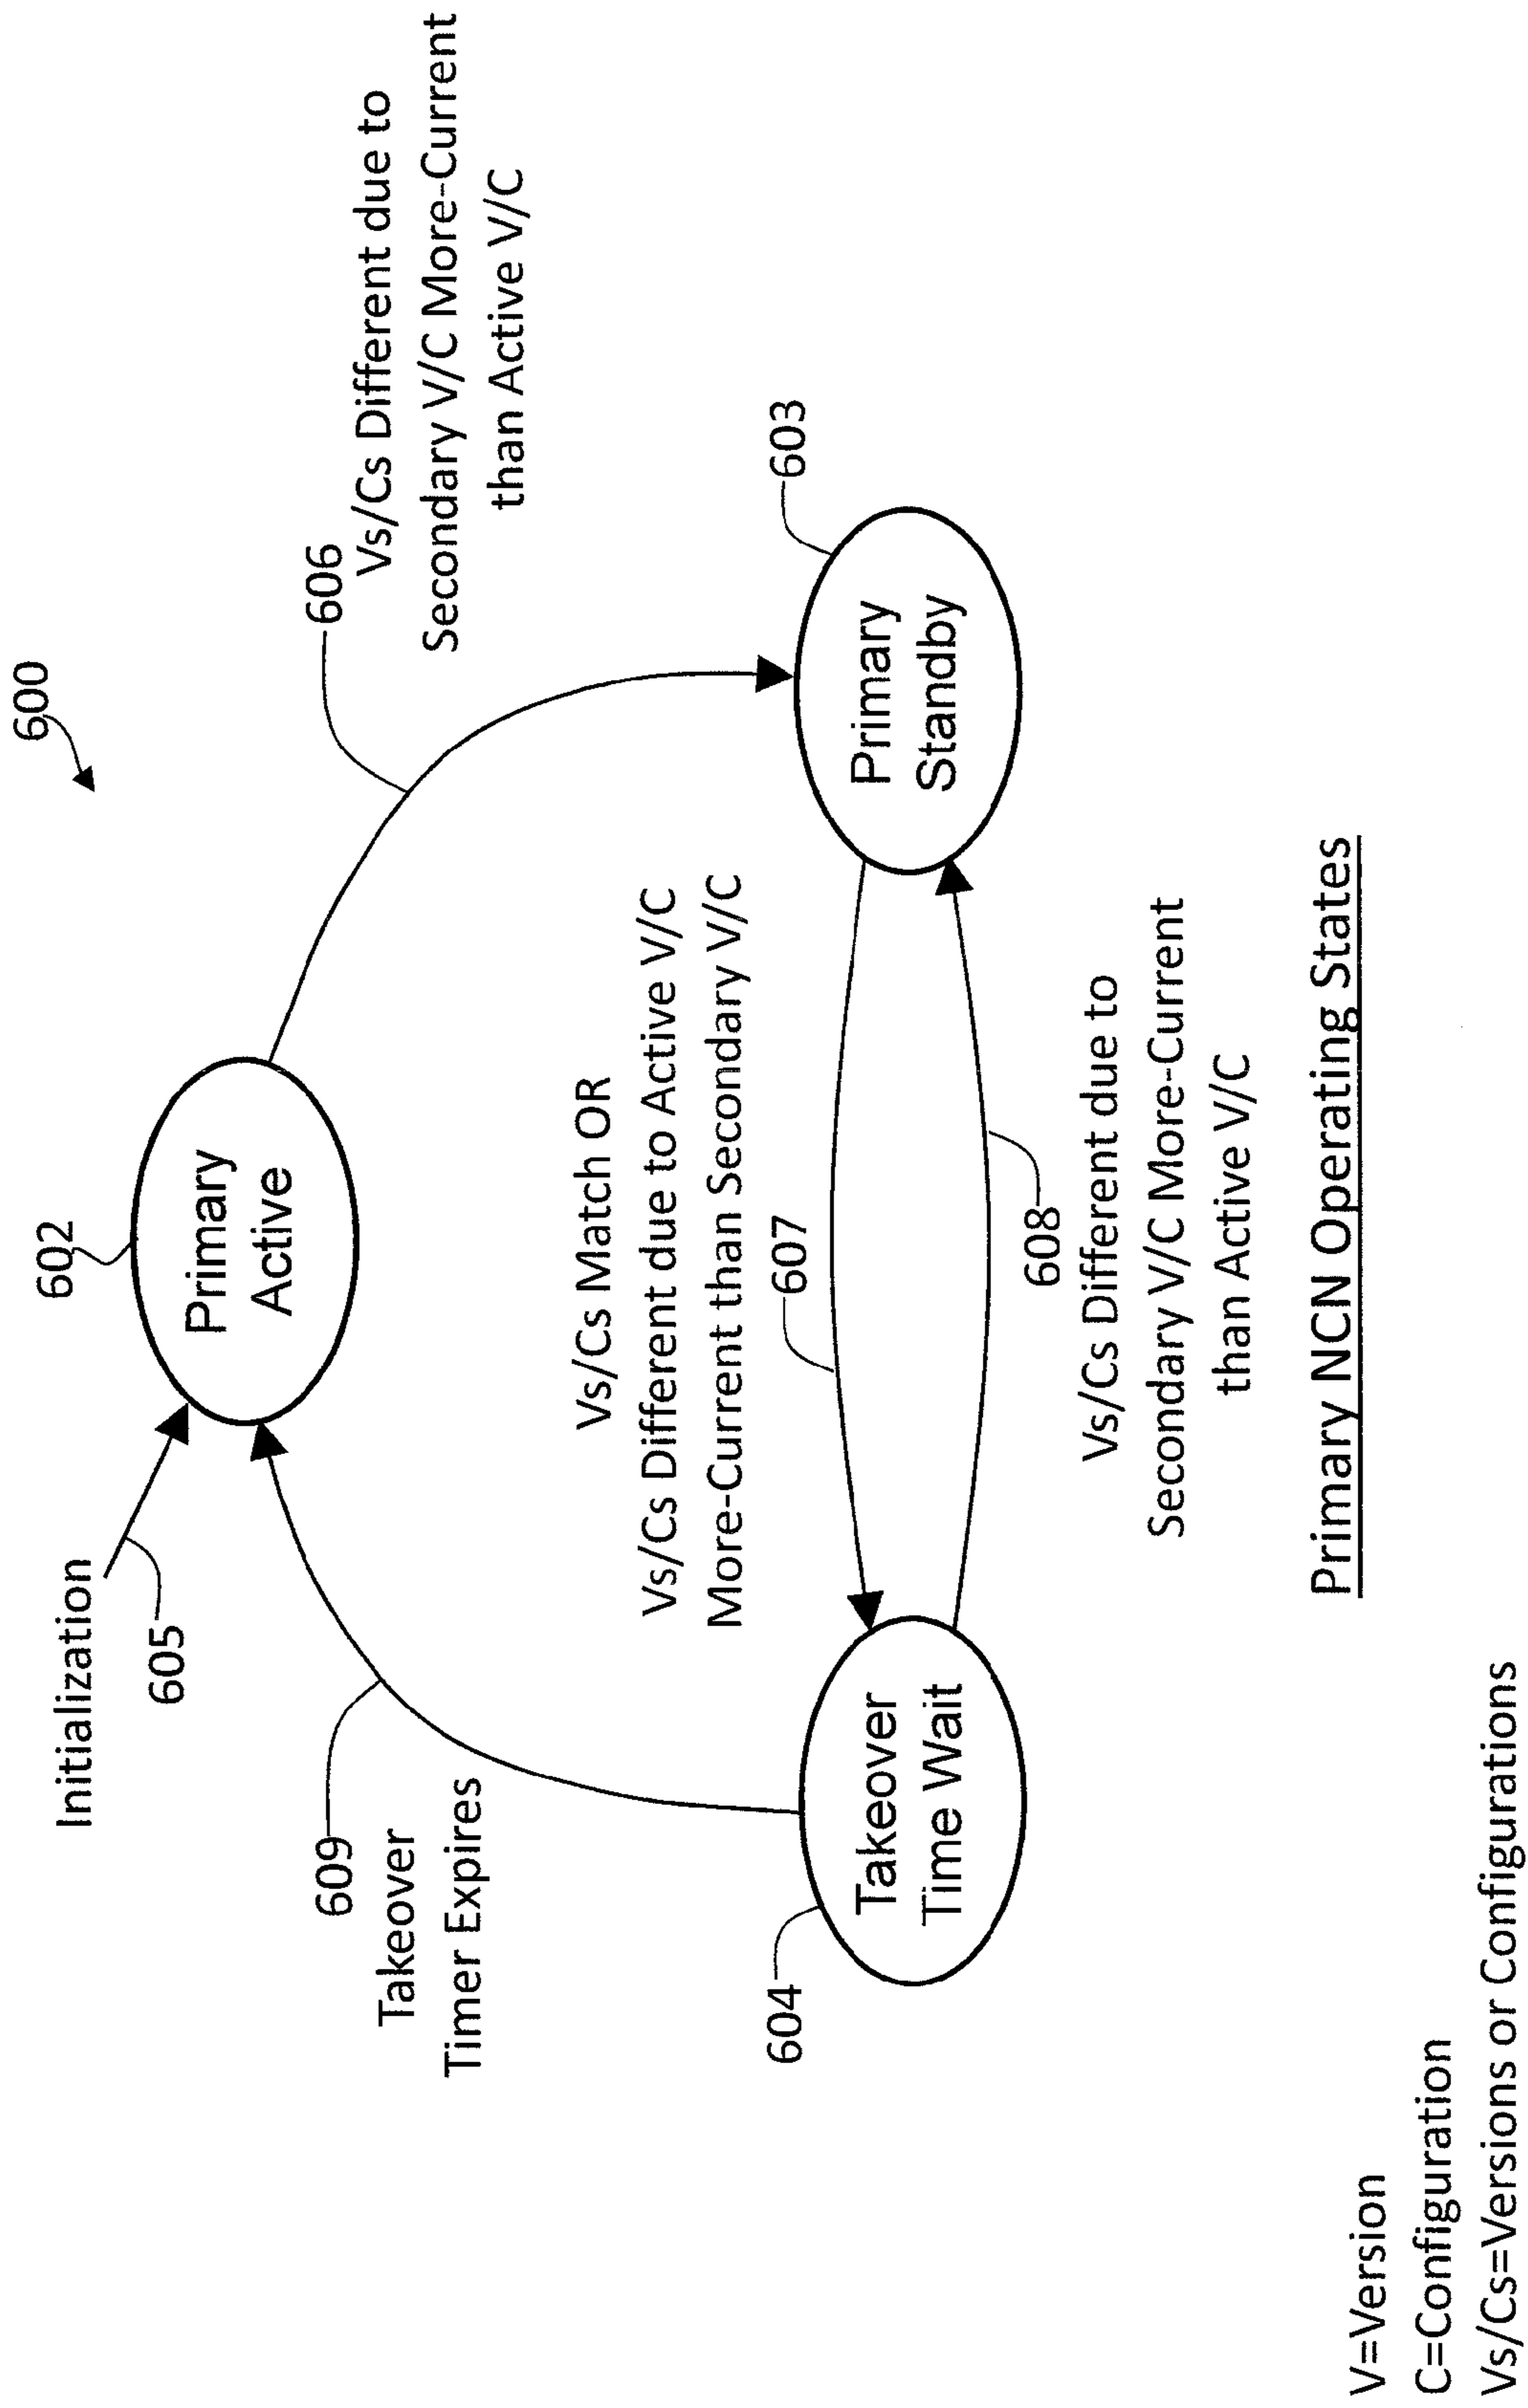 600
602
Initialization
605
Primary
Active
606
Vs/Cs Different due to
Secondary V/C More-Current
than Active V/C
609
Takeover
Timer Expires
Vs/Cs Match OR
Vs/Cs Different due to Active V/C
More-Current than Secondary V/C
607
604
Takeover
Time Wait
603
Primary
Standby
608
Vs/Cs Different due to
Secondary V/C More-Current
than Active V/C
Primary NCN Operating States
V=Version
C=Configuration
Vs/Cs=Versions or Configurations